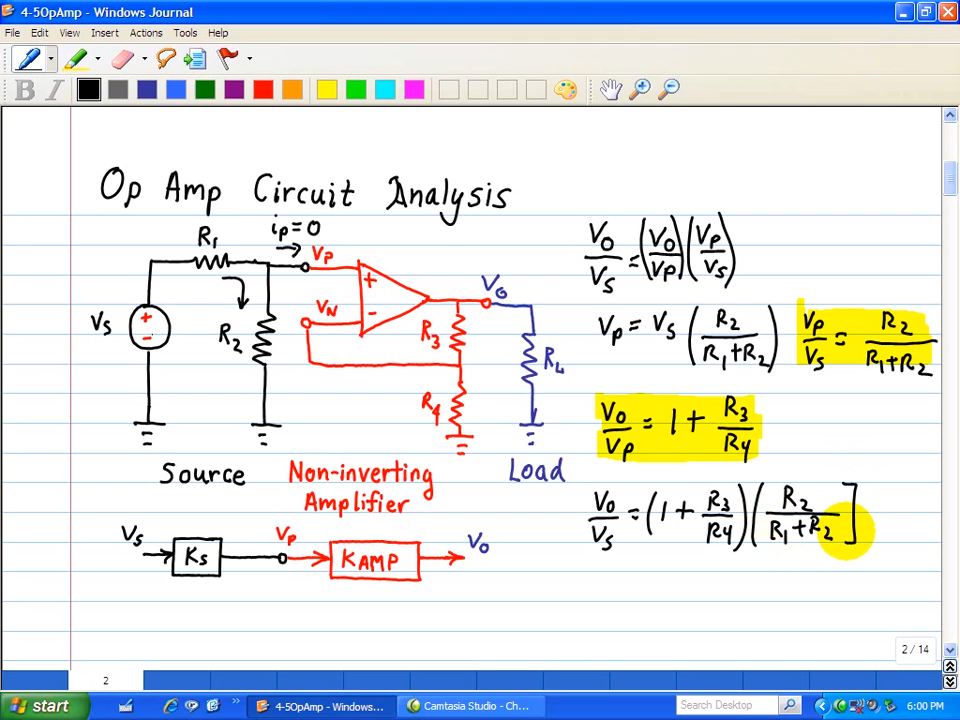 4-5OpAmp - Windows Journal
File Edit View Insert Actions Tools Help
B I
Op Amp Circuit Analysis
ip = 0
R1
VP
VN
Vs
+
-
R2
+
-
R3
R4
Vo
RL
Source
Non-inverting
Amplifier
Load
Vs
Ks
Vp
KAMP
Vo
Vo/Vs = (Vo/Vp)(Vp/Vs)
Vp = Vs (R2/(R1+R2))
Vp/Vs = R2/(R1+R2)
Vo/Vp = 1 + R3/R4
Vo/Vs = (1 + R3/R4)(R2/(R1+R2]
2 / 14
2
start
4-5OpAmp - Windows...
Camtasia Studio - Ch...
Search Desktop
6:00 PM